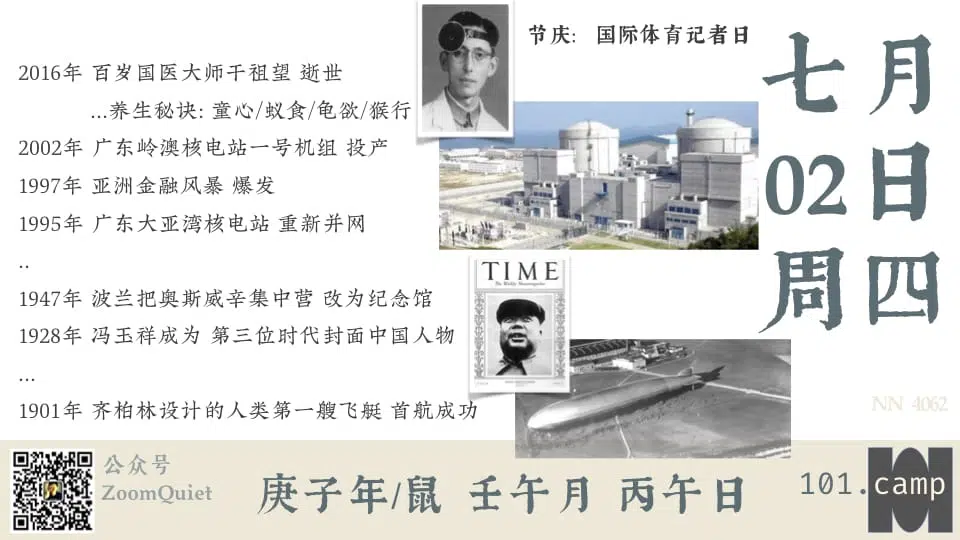 节庆: 国际体育记者日
七月
02日
周四
2016年 百岁国医大师干祖望 逝世
...养生秘诀: 童心/蚁食/龟欲/猴行
2002年 广东岭澳核电站一号机组 投产
1997年 亚洲金融风暴 爆发
1995年 广东大亚湾核电站 重新并网
..
1947年 波兰把奥斯威辛集中营 改为纪念馆
1928年 冯玉祥成为 第三位时代封面中国人物
...
1901年 齐柏林设计的人类第一艘飞艇 首航成功
TIME
The Weekly Newsmagazine
NN 4062
公众号
ZoomQuiet
庚子年/鼠 壬午月 丙午日
101.camp